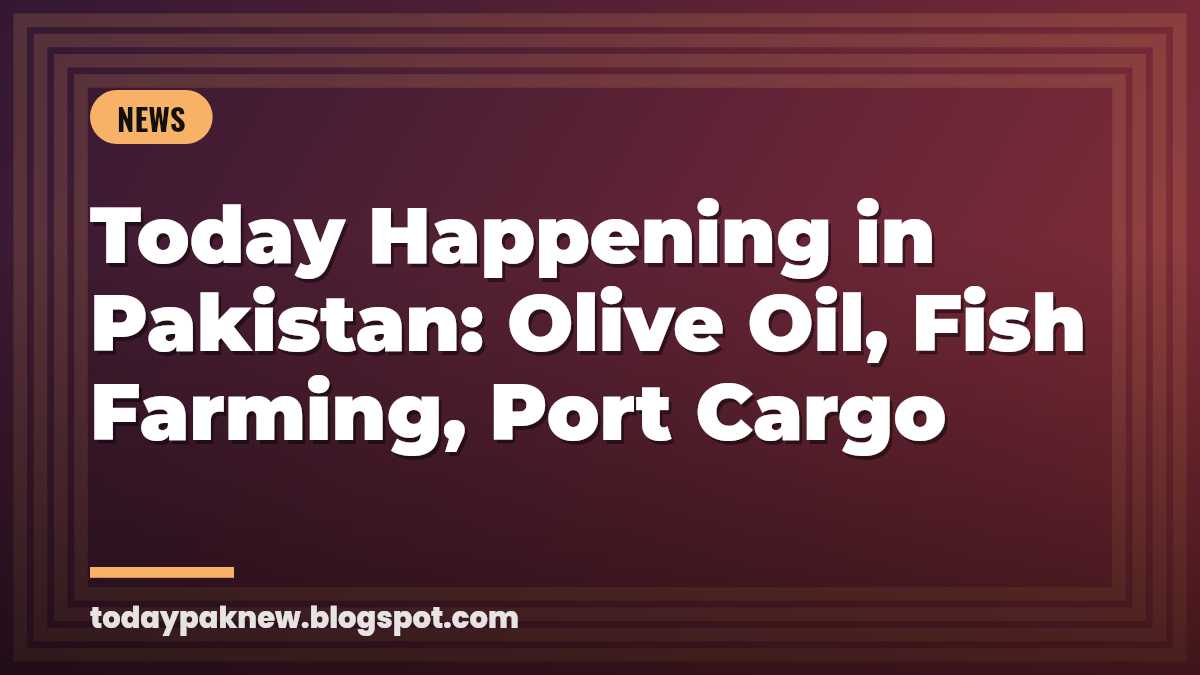 NEWS
Today Happening in
Pakistan: Olive Oil, Fish
Farming, Port Cargo
todaypaknew.blogspot.com